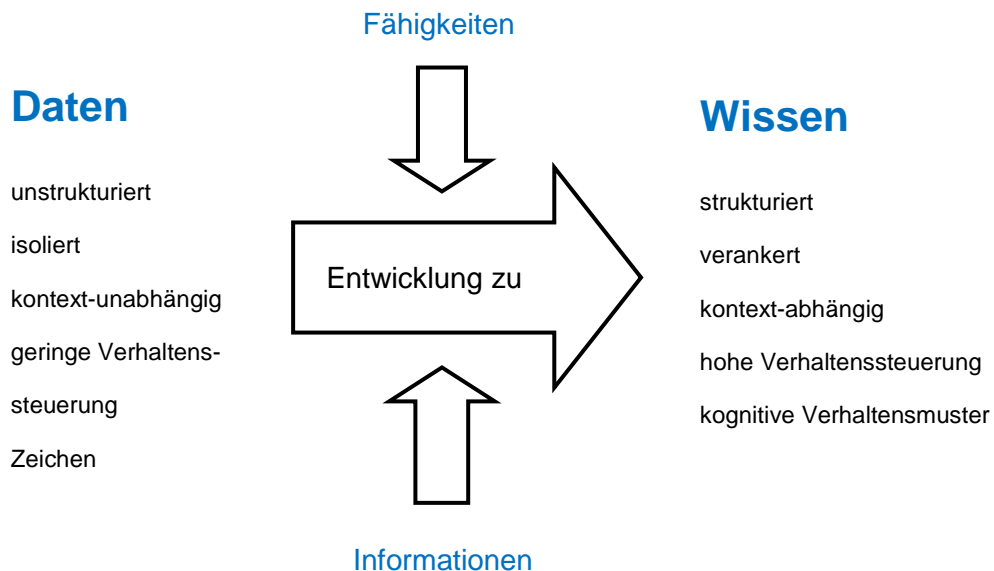 Fähigkeiten
Daten
unstrukturiert
isoliert
kontext-unabhängig
geringe Verhaltens-
steuerung
Zeichen
Entwicklung zu
Wissen
strukturiert
verankert
kontext-abhängig
hohe Verhaltenssteuerung
kognitive Verhaltensmuster
Informationen